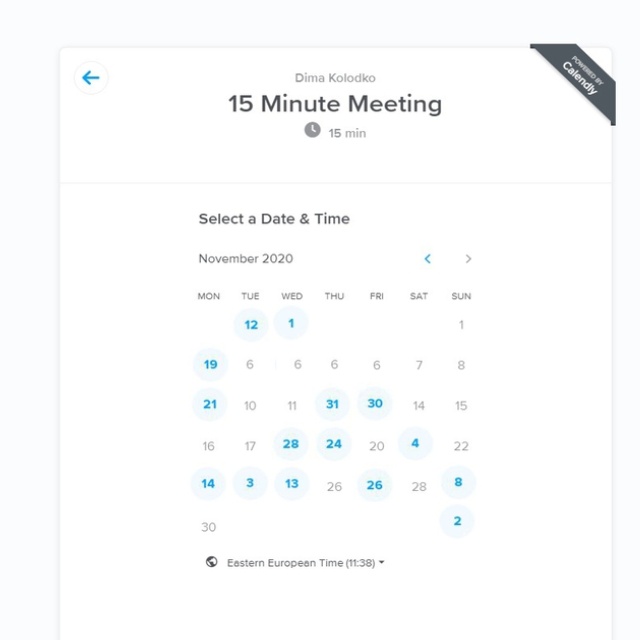 POWERED BY
Calendly
Dima Kolodko
15 Minute Meeting
15 min
Select a Date & Time
November 2020
MON TUE WED THU FRI SAT SUN
12 1 1
19 6 6 6 6 7 8
21 10 11 31 30 14 15
16 17 28 24 20 4 22
14 3 13 26 26 28 8
30 2
Eastern European Time (11:38)